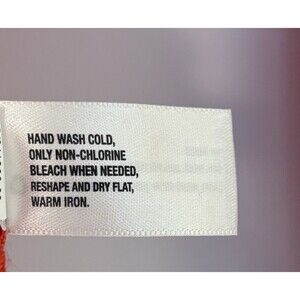 HAND WASH COLD,
ONLY NON-CHLORINE
BLEACH WHEN NEEDED,
RESHAPE AND DRY FLAT,
WARM IRON.